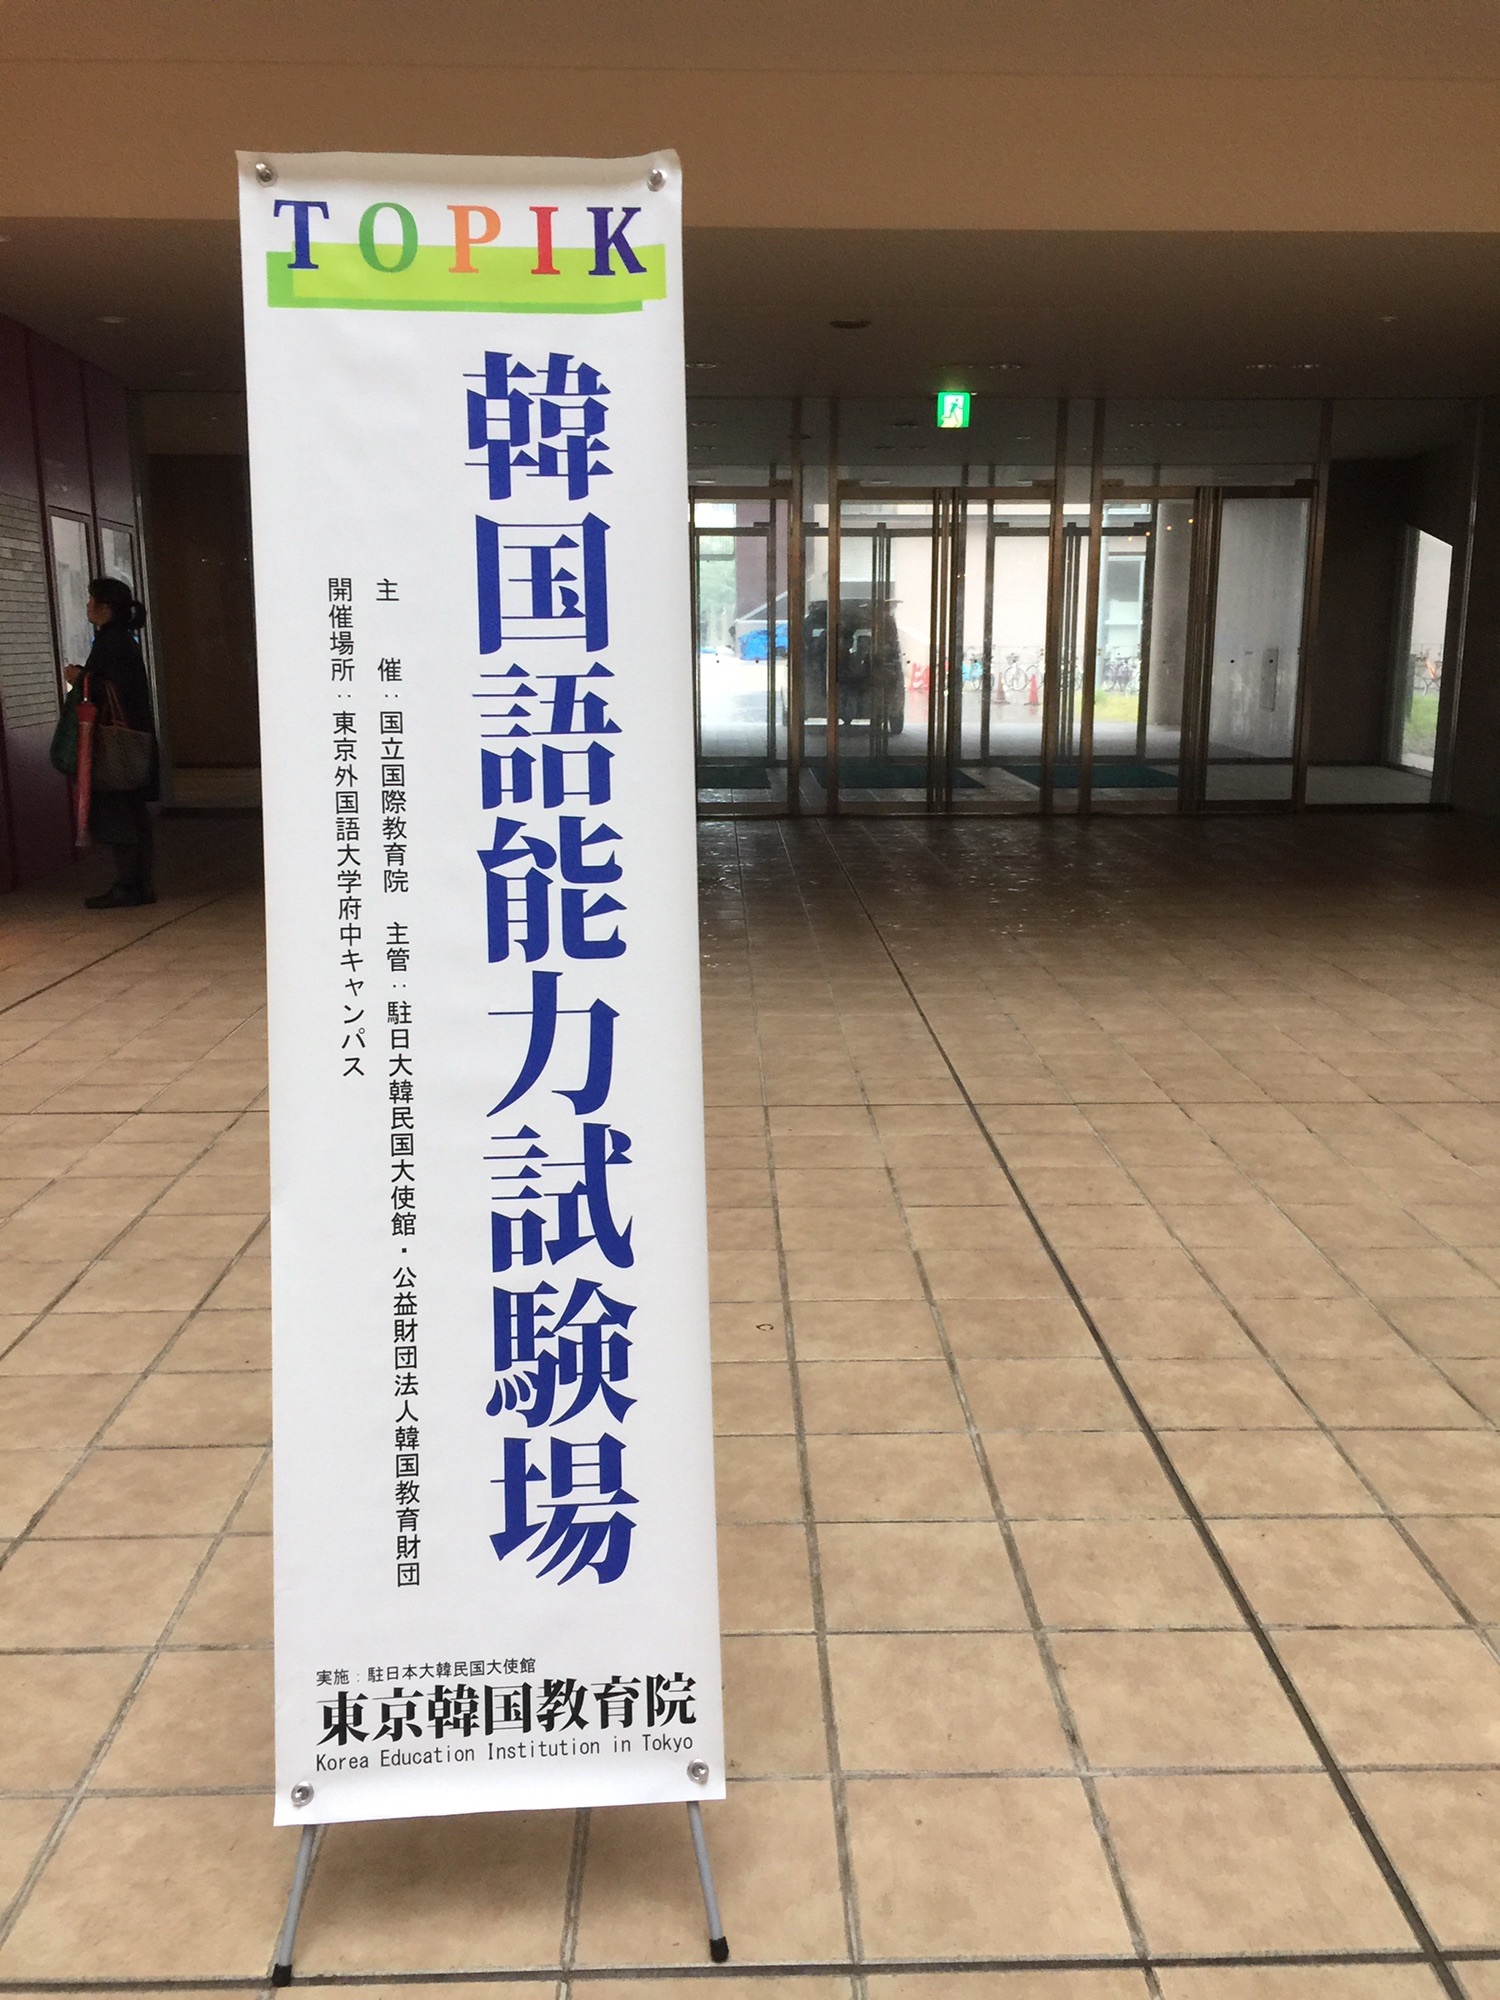 TOPIK
韓国語能力試験場
主　催：国立国際教育院　主管：駐日大韓民国大使館・公益財団法人韓国教育財団
開催場所：東京外国語大学府中キャンパス
実施：駐日本大韓民国大使館
東京韓国教育院
Korea Education Institution in Tokyo